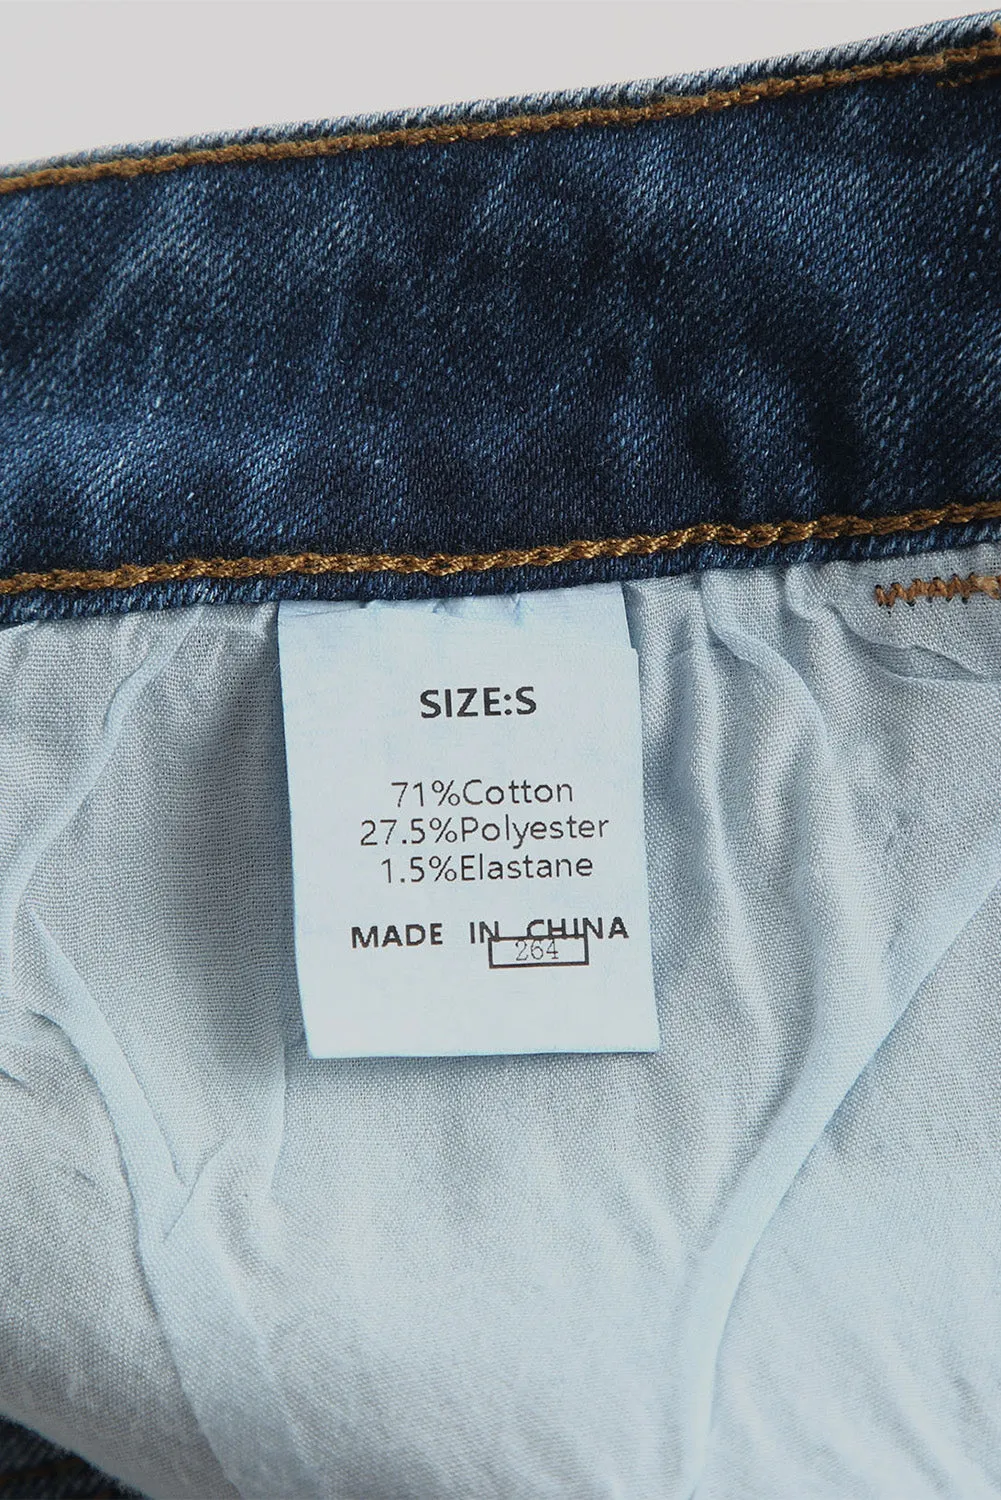 SIZE:S
71%Cotton
27.5%Polyester
1.5%Elastane
MADE IN CHINA
264